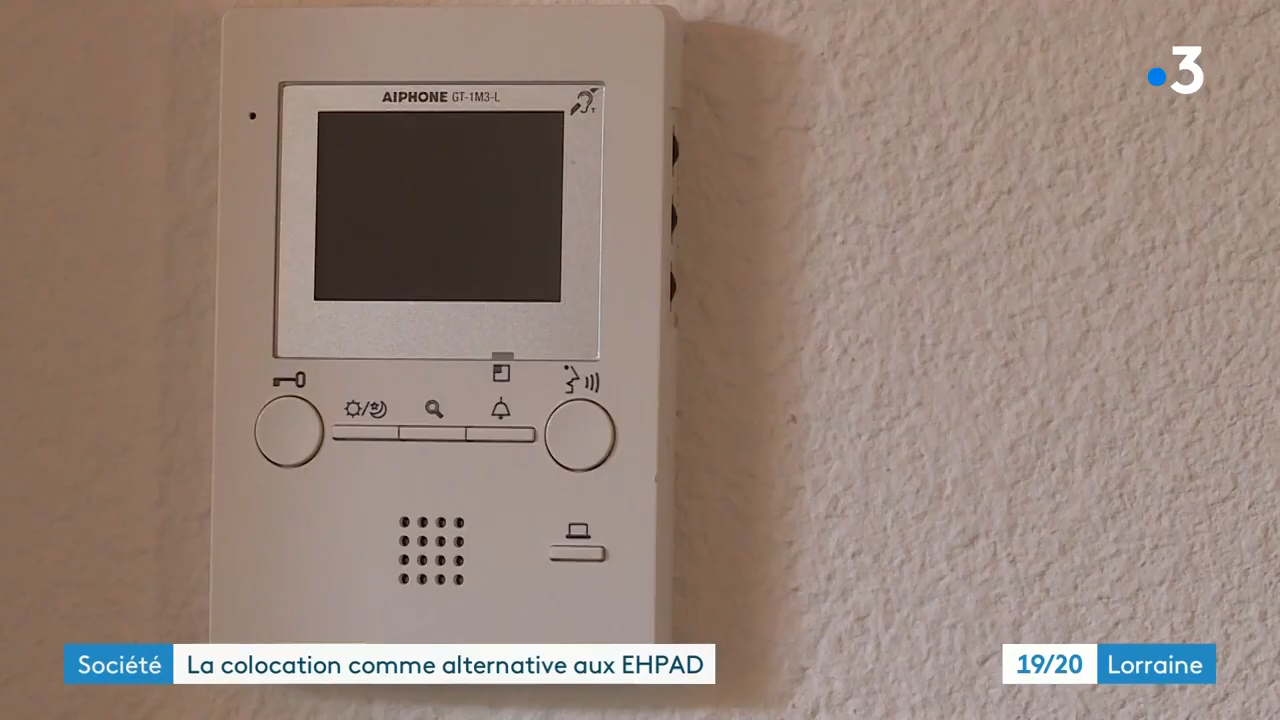 3
AIPHONE GT-1M3-L
T
Société La colocation comme alternative aux EHPAD
19/20 Lorraine